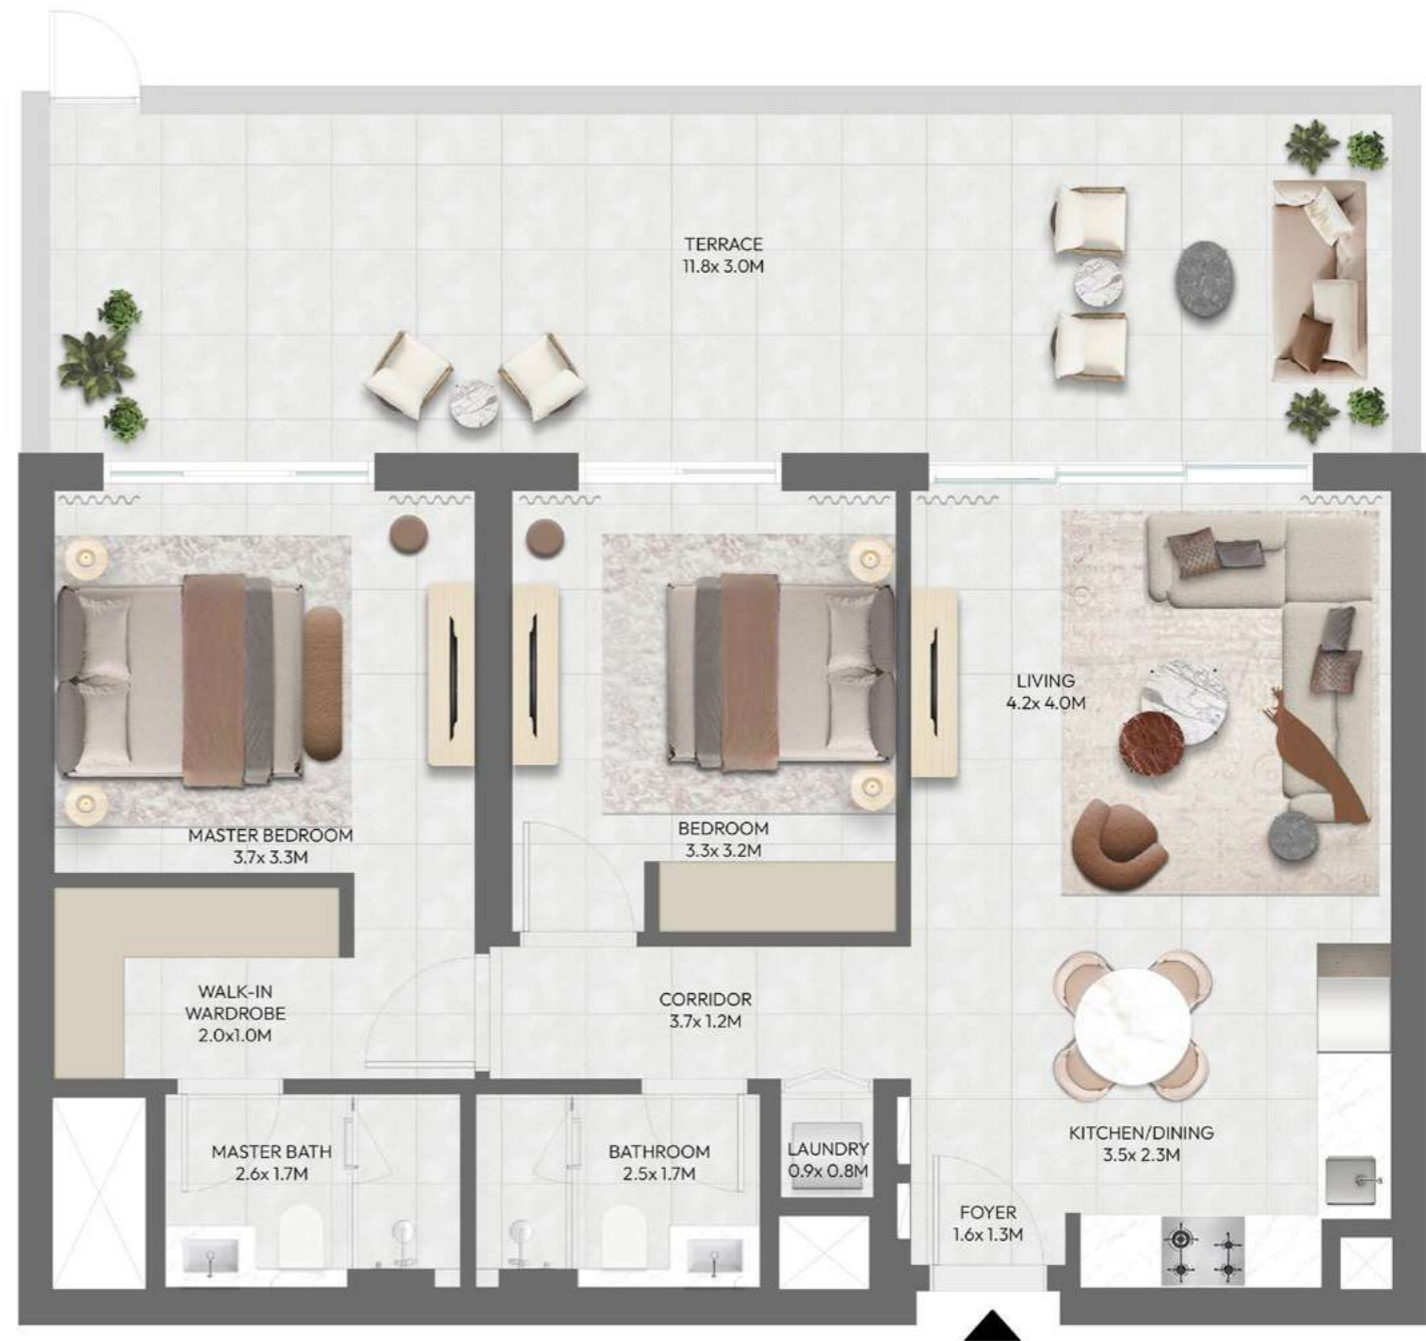 TERRACE
11.8x 3.0M
MASTER BEDROOM
3.7x 3.3M
BEDROOM
3.3x 3.2M
LIVING
4.2x 4.0M
WALK-IN
WARDROBE
2.0x1.0M
CORRIDOR
3.7x 1.2M
MASTER BATH
2.6x 1.7M
BATHROOM
2.5x 1.7M
LAUNDRY
0.9x 0.8M
KITCHEN/DINING
3.5x 2.3M
FOYER
1.6x 1.3M